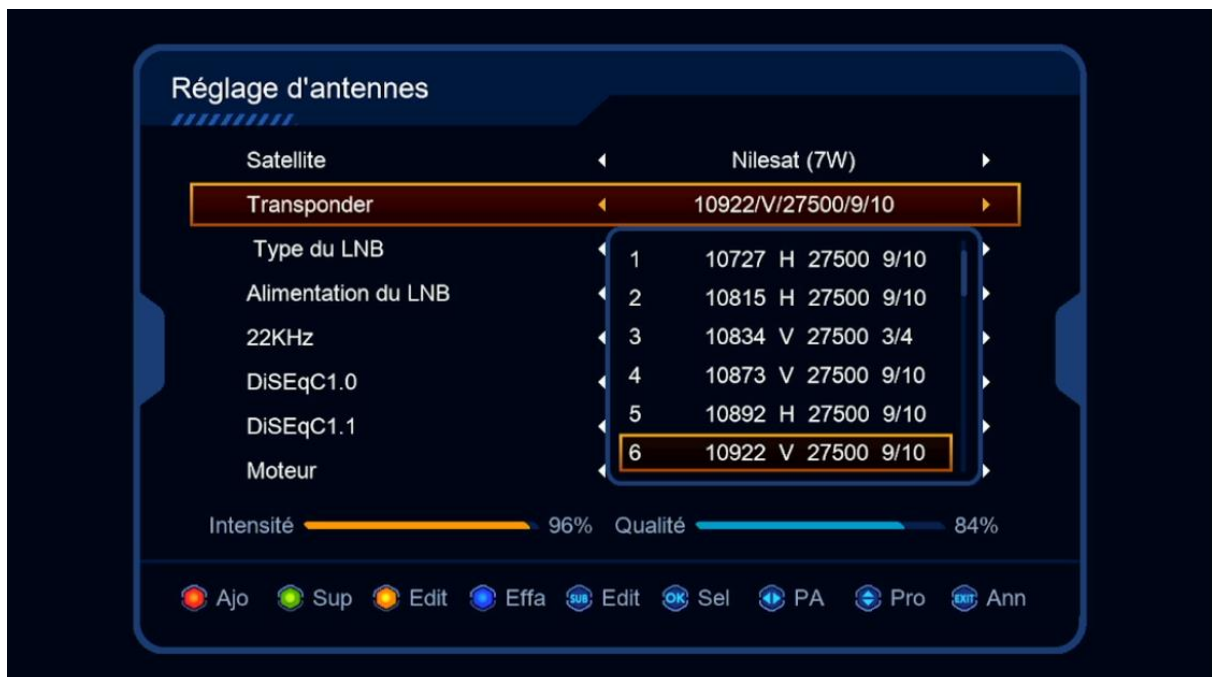 Réglage d'antennes
Satellite Nilesat (7W)
Transponder 10922/V/27500/9/10
Type du LNB
1 10727 H 27500 9/10
Alimentation du LNB
2 10815 H 27500 9/10
22KHz
3 10834 V 27500 3/4
DiSEqC1.0
4 10873 V 27500 9/10
DiSEqC1.1
5 10892 H 27500 9/10
Moteur
6 10922 V 27500 9/10
Intensité 96% Qualité 84%
Ajo Sup Edit Effa SUB Edit OK Sel PA Pro EXIT Ann